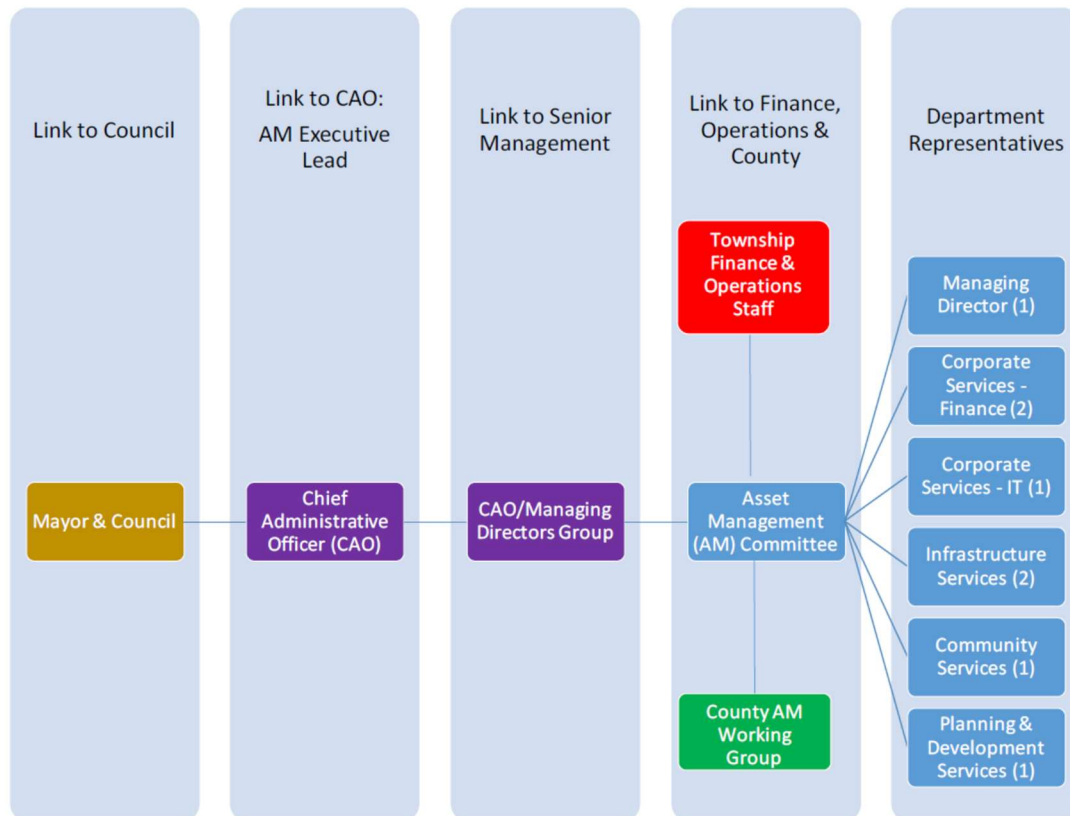 Link to Council
Link to CAO:
AM Executive
Lead
Link to Senior
Management
Link to Finance,
Operations &
County
Department
Representatives
Mayor & Council
Chief
Administrative
Officer (CAO)
CAO/Managing
Directors Group
Township
Finance &
Operations
Staff
Asset
Management
(AM) Committee
County AM
Working
Group
Managing
Director (1)
Corporate
Services -
Finance (2)
Corporate
Services - IT (1)
Infrastructure
Services (2)
Community
Services (1)
Planning &
Development
Services (1)